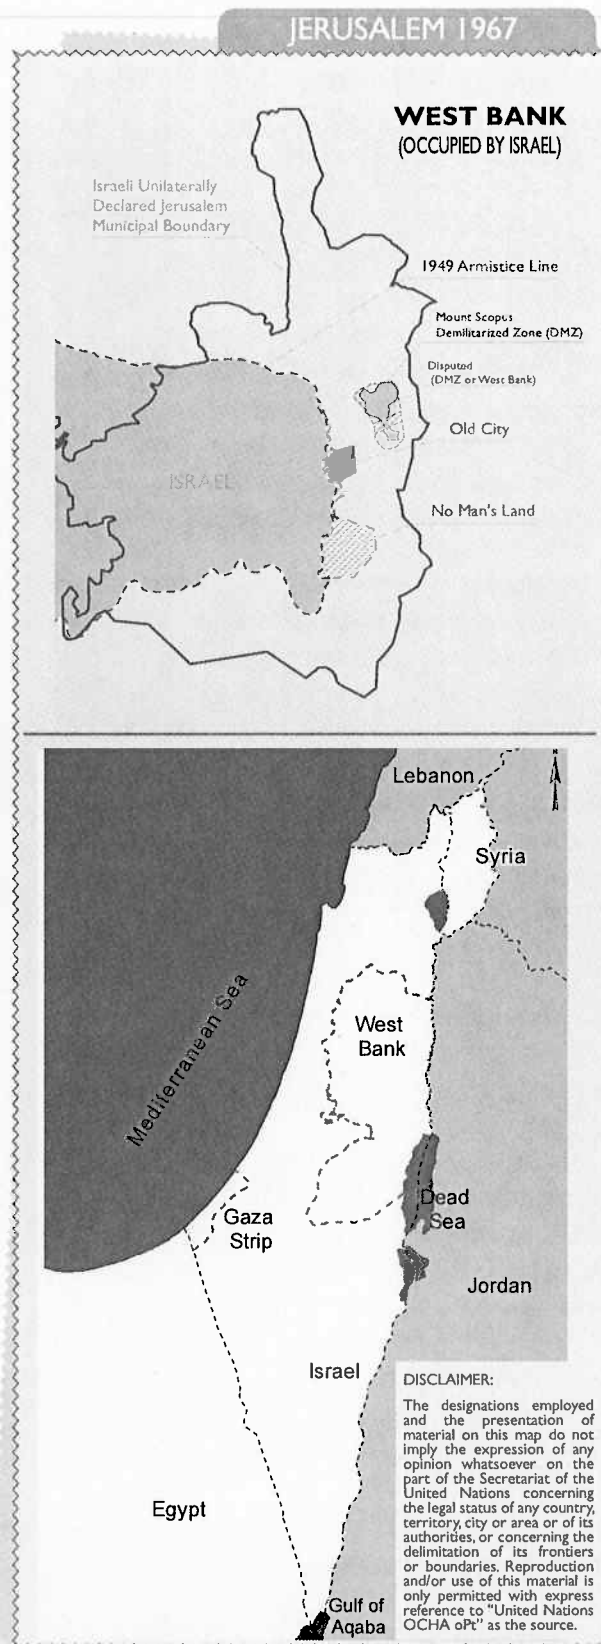 JERUSALEM 1967
WEST BANK
(OCCUPIED BY ISRAEL)
Israeli Unilaterally
Declared Jerusalem
Municipal Boundary
1949 Armistice Line
Mount Scopus
Demilitarized Zone (DMZ)
Disputed
(DMZ or West Bank)
Old City
ISRAEL
No Man's Land
Lebanon
Syria
Mediterranean Sea
West
Bank
Dead
Sea
Gaza
Strip
Jordan
Israel
Egypt
Gulf of
Aqaba
DISCLAIMER:
The designations employed
and the presentation of
material on this map do not
imply the expression of any
opinion whatsoever on the
part of the Secretariat of the
United Nations concerning
the legal status of any country,
territory, city or area or of its
authorities, or concerning the
delimitation of its frontiers
or boundaries. Reproduction
and/or use of this material is
only permitted with express
reference to "United Nations
OCHA oPt" as the source.